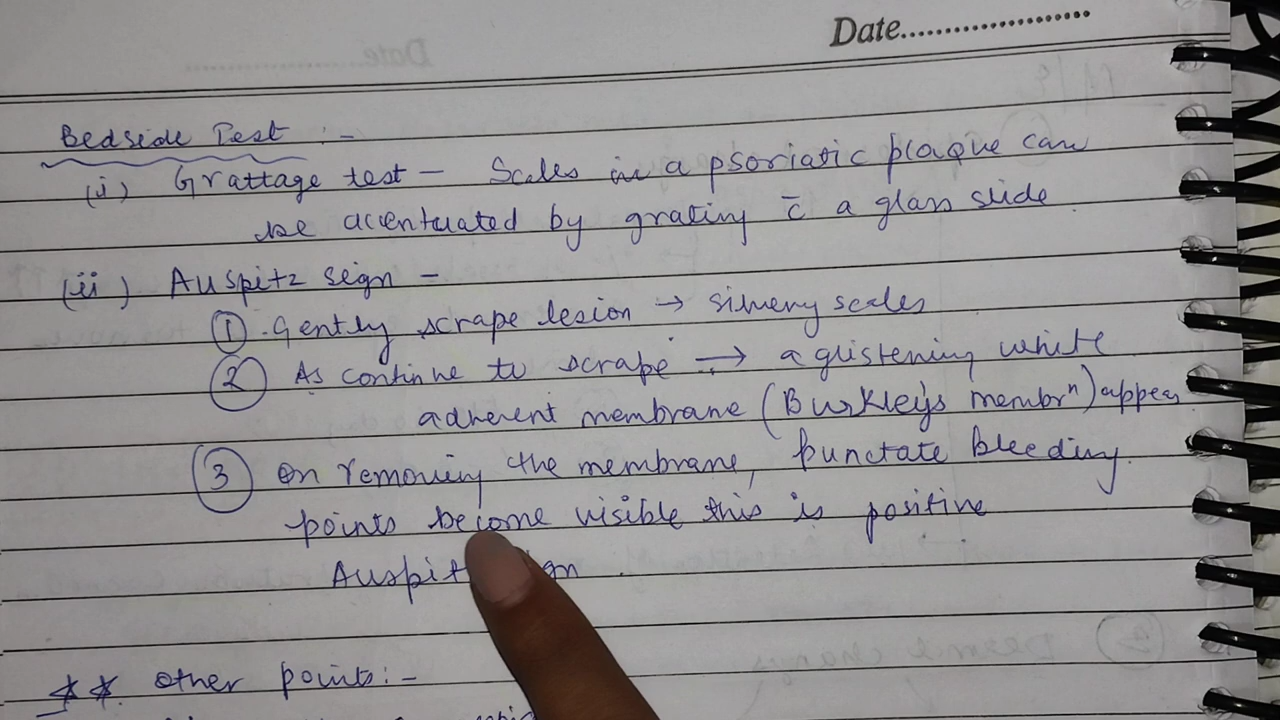 Date.....................
Bedside Test :-
(i) Grattage test - Scales in a psoriatic plaque can
be accentuated by grating c̄ a glass slide
(ii) Auspitz sign -
① Gently scrape lesion → silvery scales
② As continue to scrape → a glistening white
adherent membrane (Burkley's membrⁿ) appear
③ on removing the membrane, punctate bleeding
points become visible this is positive
Auspit
** other points:-